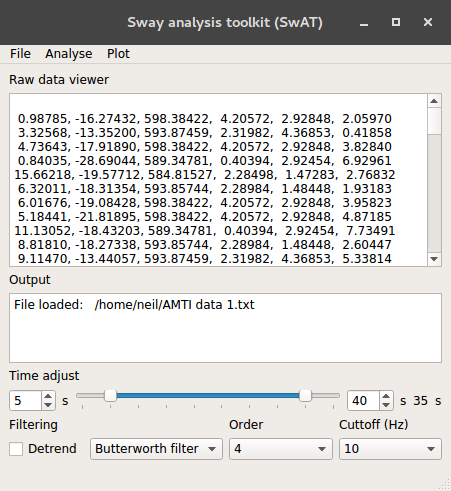 Sway analysis toolkit (SwAT)
File Analyse Plot
Raw data viewer
0.98785, -16.27432, 598.38422, 4.20572, 2.92848, 2.05970
3.32568, -13.35200, 593.87459, 2.31982, 4.36853, 0.41858
4.73643, -17.91890, 598.38422, 4.20572, 2.92848, 3.82840
0.84035, -28.69044, 589.34781, 0.40394, 2.92454, 6.92961
15.66218, -19.57712, 584.81527, 2.28498, 1.47283, 2.76832
6.32011, -18.31354, 593.85744, 2.28984, 1.48448, 1.93183
6.01676, -19.08428, 598.38422, 4.20572, 2.92848, 3.95823
5.18441, -21.81895, 598.38422, 4.20572, 2.92848, 4.87185
11.13052, -18.43203, 589.34781, 0.40394, 2.92454, 7.73491
8.81810, -18.27338, 593.85744, 2.28984, 1.48448, 2.60447
9.11470, -13.44057, 593.87459, 2.31982, 4.36853, 5.33814
Output
File loaded: /home/neil/AMTI data 1.txt
Time adjust
5 s 40 s 35 s
Filtering Order Cuttoff (Hz)
Detrend Butterworth filter 4 10